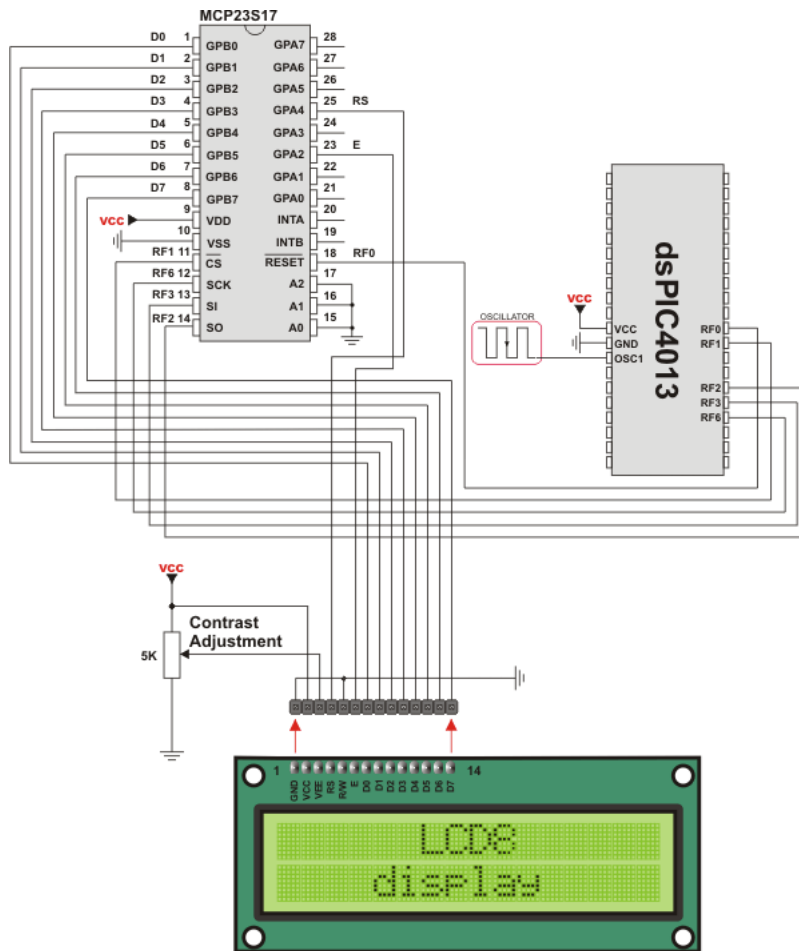 MCP23S17
D0 1 GPB0 GPA7 28
D1 2 GPB1 GPA6 27
D2 3 GPB2 GPA5 26
D3 4 GPB3 GPA4 25 RS
D4 5 GPB4 GPA3 24
D5 6 GPB5 GPA2 23 E
D6 7 GPB6 GPA1 22
D7 8 GPB7 GPA0 21
vcc 9 VDD INTA 20
10 VSS INTB 19
RF1 11 CS RESET 18 RF0
RF6 12 SCK A2 17
RF3 13 SI A1 16
RF2 14 SO A0 15
OSCILLATOR
vcc
VCC
GND
OSC1
dsPIC4013
RF0
RF1
RF2
RF3
RF6
vcc
Contrast
Adjustment
5K
1 14
GND VCC VEE RS R/W E D0 D1 D2 D3 D4 D5 D6 D7
LCD8
display